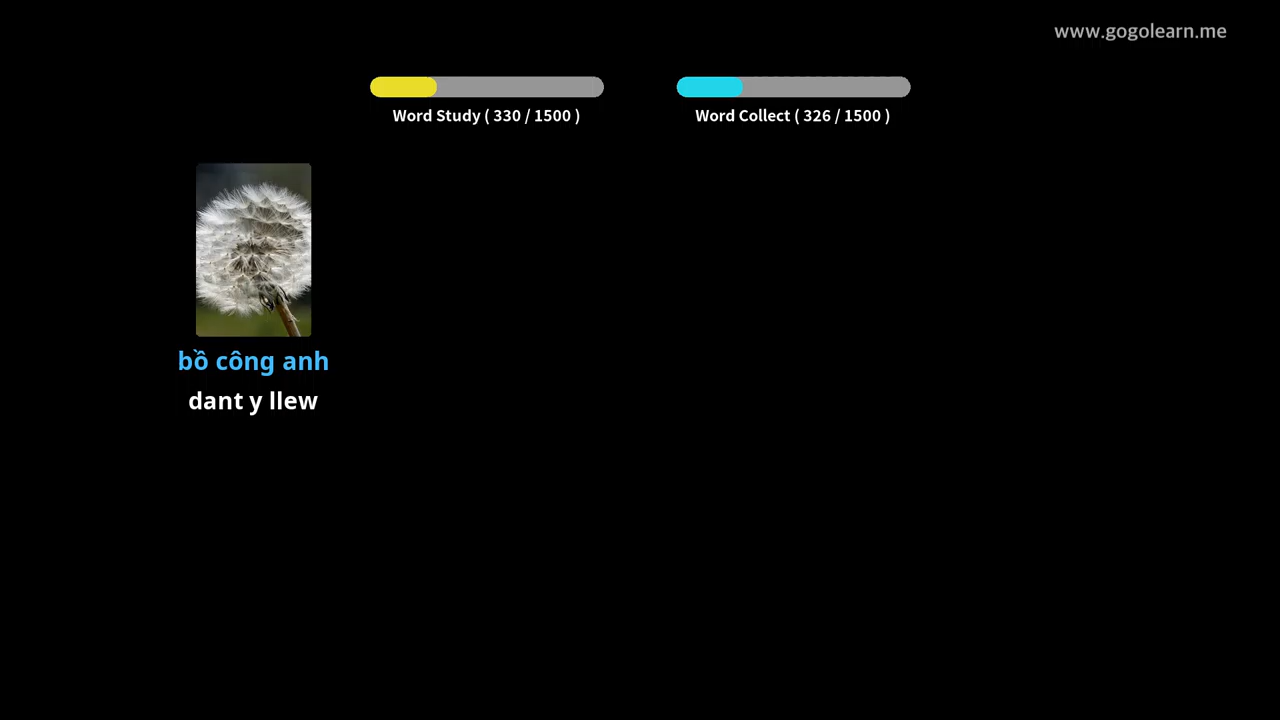 www.gogolearn.me
Word Study ( 330 / 1500 )
Word Collect ( 326 / 1500 )
bồ công anh
dant y llew